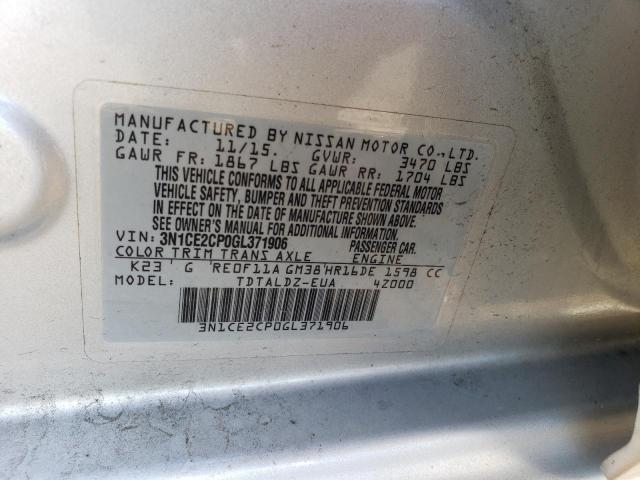 MANUFACTURED BY NISSAN MOTOR CO.,LTD.
DATE: 11/15. GVWR: 3470 LBS
GAWR FR: 1867 LBS GAWR RR: 1704 LBS
THIS VEHICLE CONFORMS TO ALL APPLICABLE FEDERAL MOTOR
VEHICLE SAFETY, BUMPER AND THEFT PREVENTION STANDARDS
IN EFFECT ON THE DATE OF MANUFACTURE SHOWN ABOVE.
SEE OWNER'S MANUAL FOR ADDITIONAL INFORMATION.
VIN: 3N1CE2CP0GL371906 PASSENGER CAR.
COLOR TRIM TRANS AXLE ENGINE
K23 G RE0F11A GM38 HR16DE 1598 CC
MODEL: TDTALDZ-EUA 4Z000
3N1CE2CP0GL371906